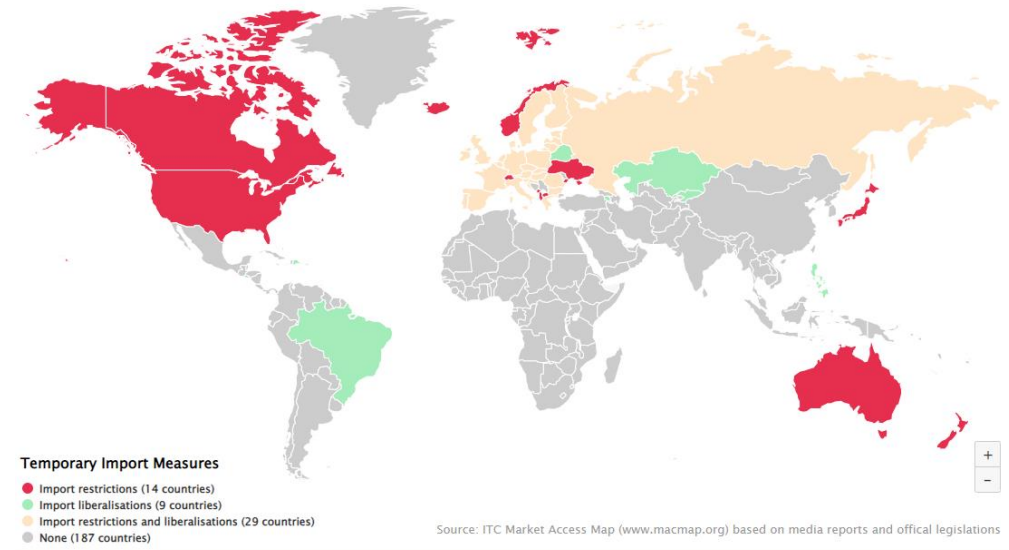 Temporary Import Measures
Import restrictions (14 countries)
Import liberalisations (9 countries)
Import restrictions and liberalisations (29 countries)
None (187 countries)
+
–
Source: ITC Market Access Map (www.macmap.org) based on media reports and offical legislations